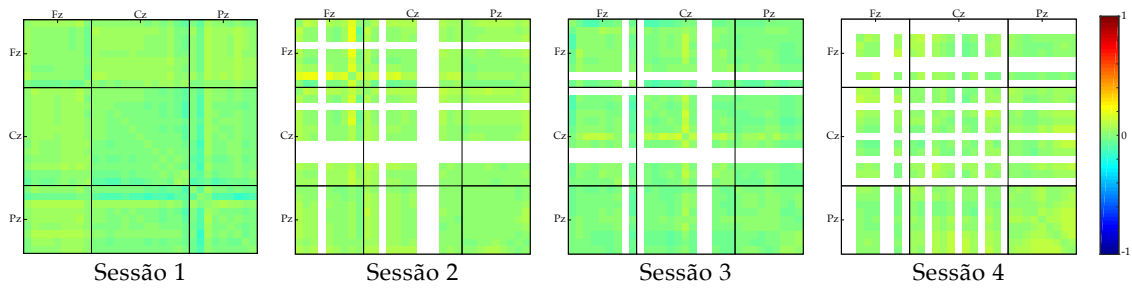 Fz Cz Pz Fz Cz Pz Fz Cz Pz Fz Cz Pz
1
Fz Fz Fz Fz
Cz Cz Cz Cz 0
Pz Pz Pz Pz
-1
Sessão 1 Sessão 2 Sessão 3 Sessão 4